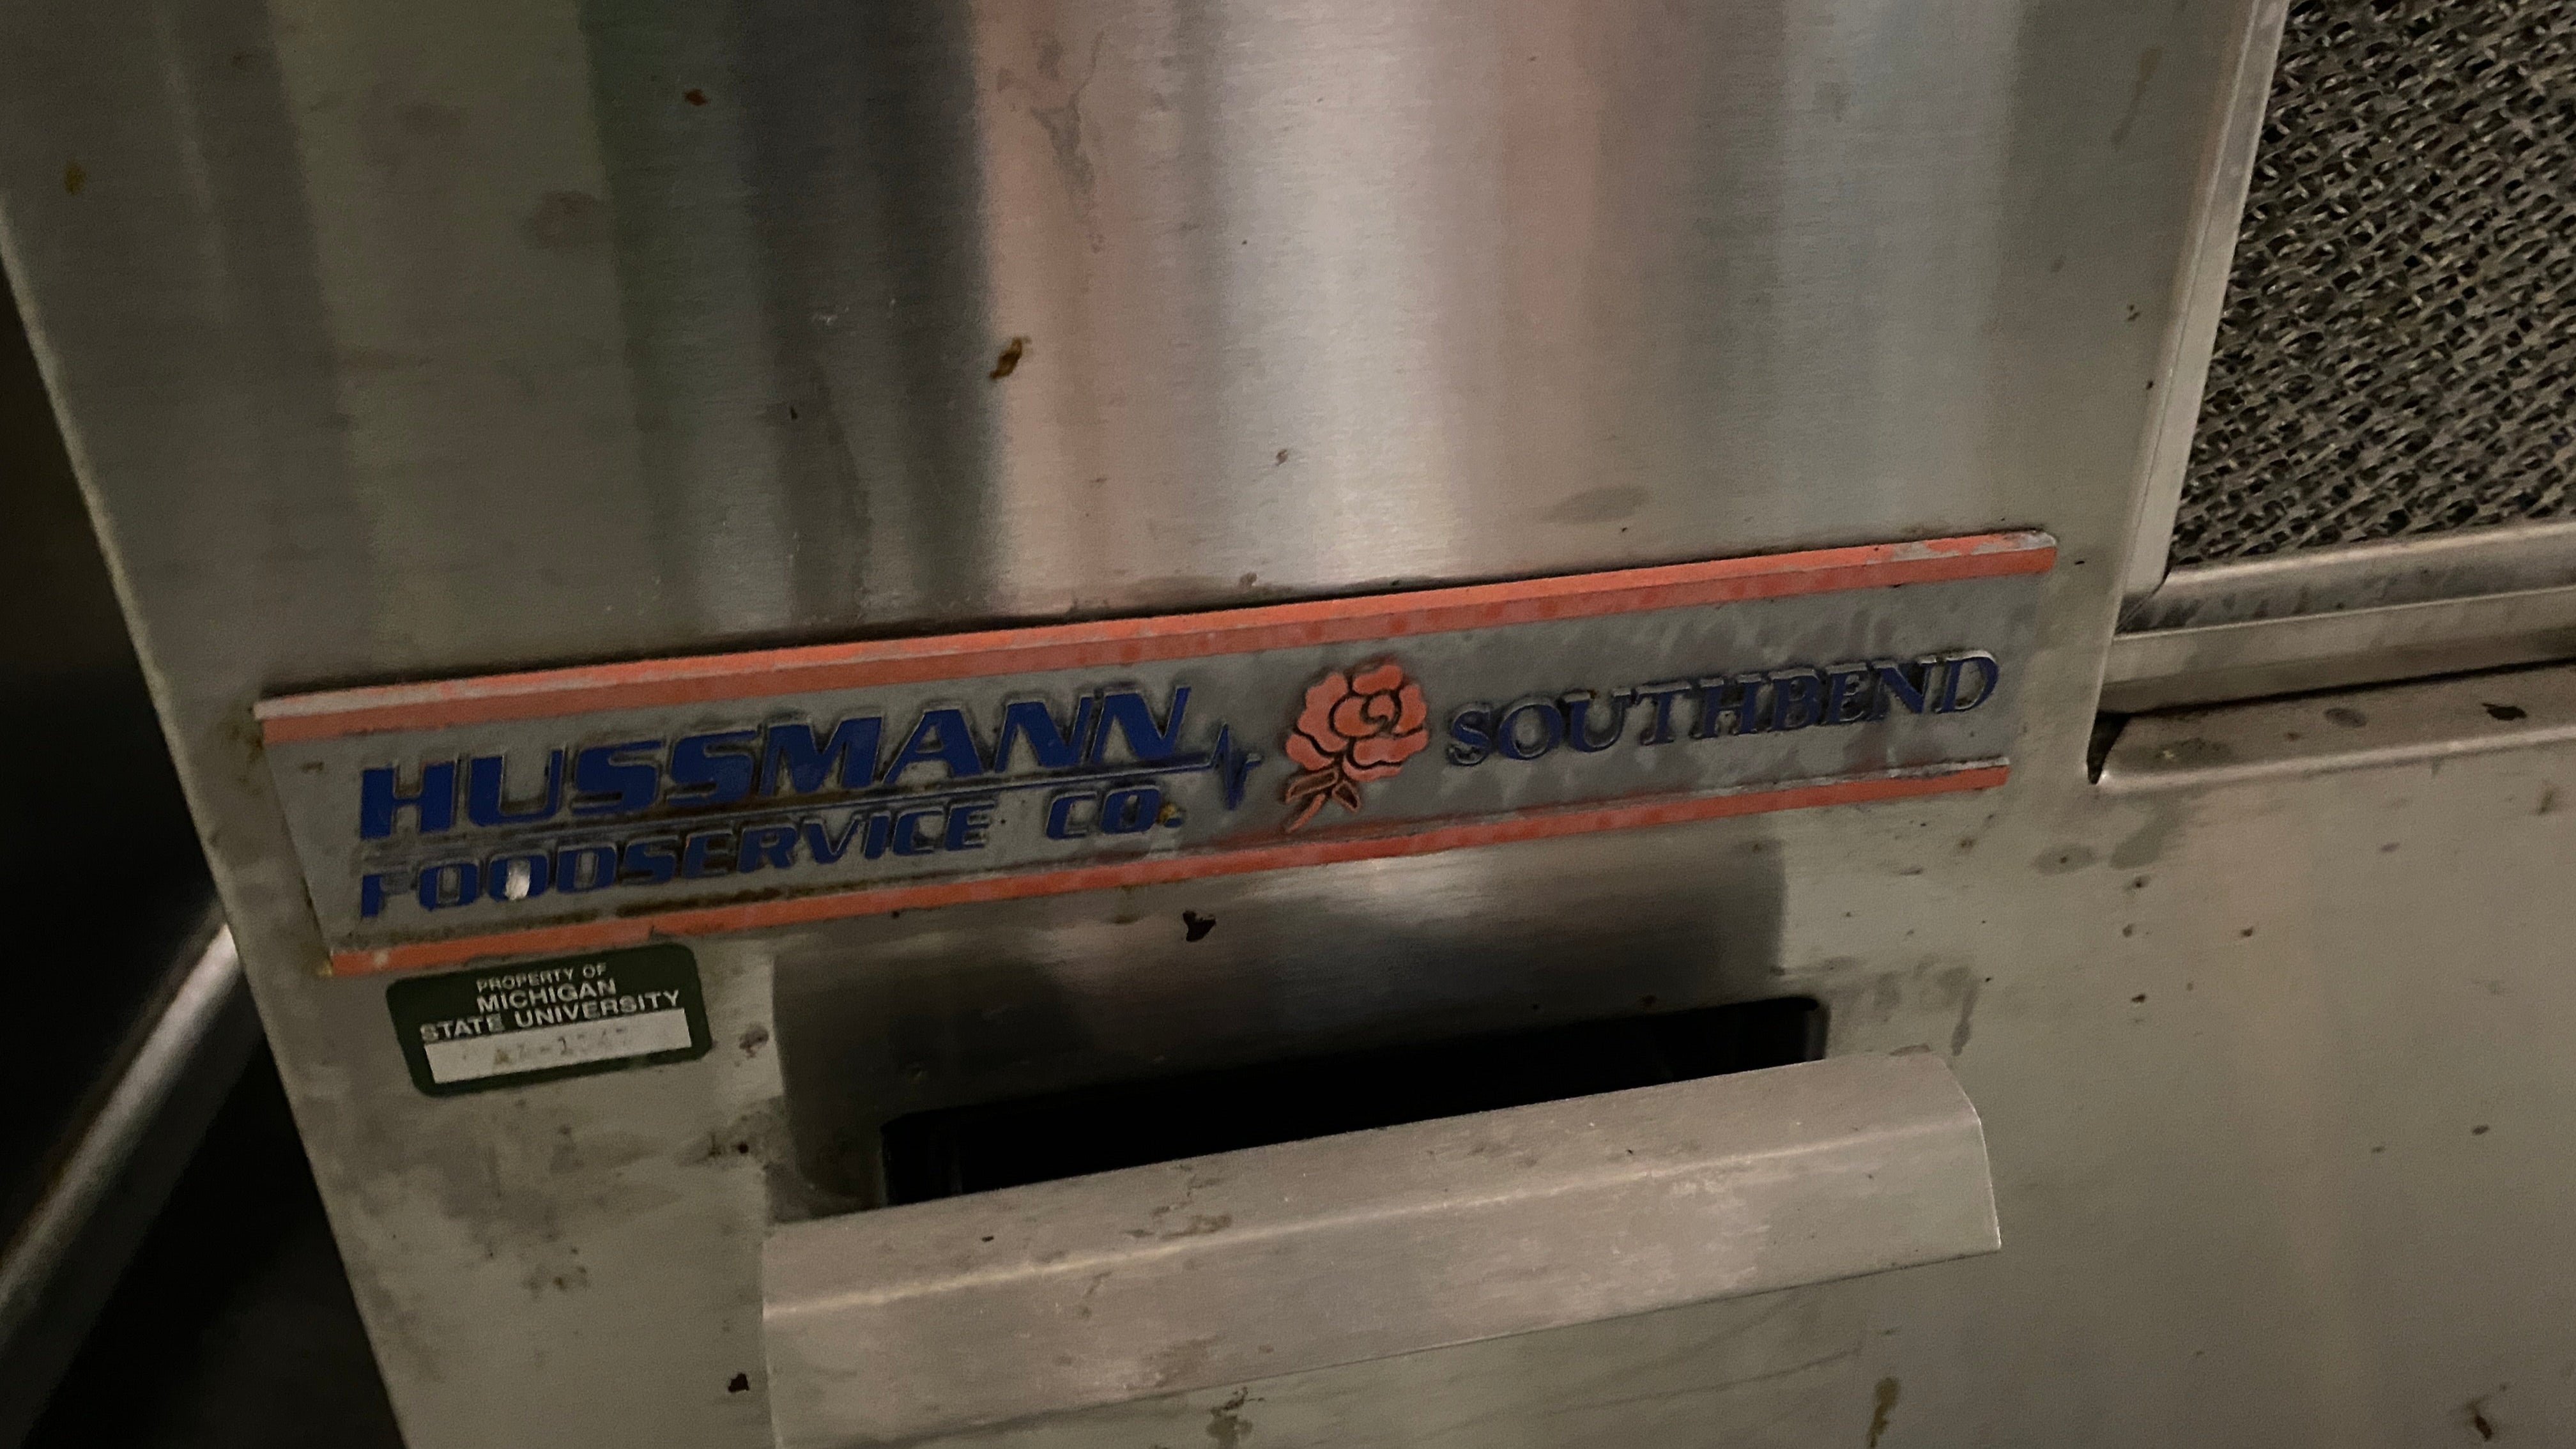 HUSSMANN
FOODSERVICE CO.
SOUTHBEND
PROPERTY OF
MICHIGAN
STATE UNIVERSITY